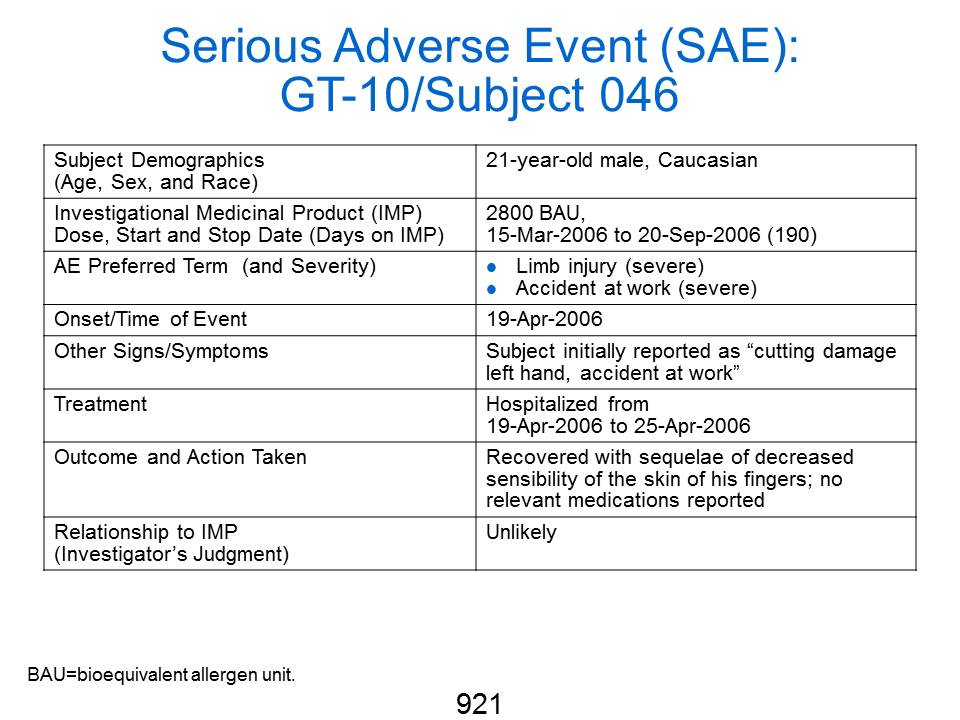 Serious Adverse Event (SAE):
GT-10/Subject 046
Subject Demographics
(Age, Sex, and Race)
21-year-old male, Caucasian
Investigational Medicinal Product (IMP)
Dose, Start and Stop Date (Days on IMP)
2800 BAU,
15-Mar-2006 to 20-Sep-2006 (190)
AE Preferred Term (and Severity)
● Limb injury (severe)
● Accident at work (severe)
Onset/Time of Event
19-Apr-2006
Other Signs/Symptoms
Subject initially reported as “cutting damage
left hand, accident at work”
Treatment
Hospitalized from
19-Apr-2006 to 25-Apr-2006
Outcome and Action Taken
Recovered with sequelae of decreased
sensibility of the skin of his fingers; no
relevant medications reported
Relationship to IMP
(Investigator’s Judgment)
Unlikely
BAU=bioequivalent allergen unit.
921